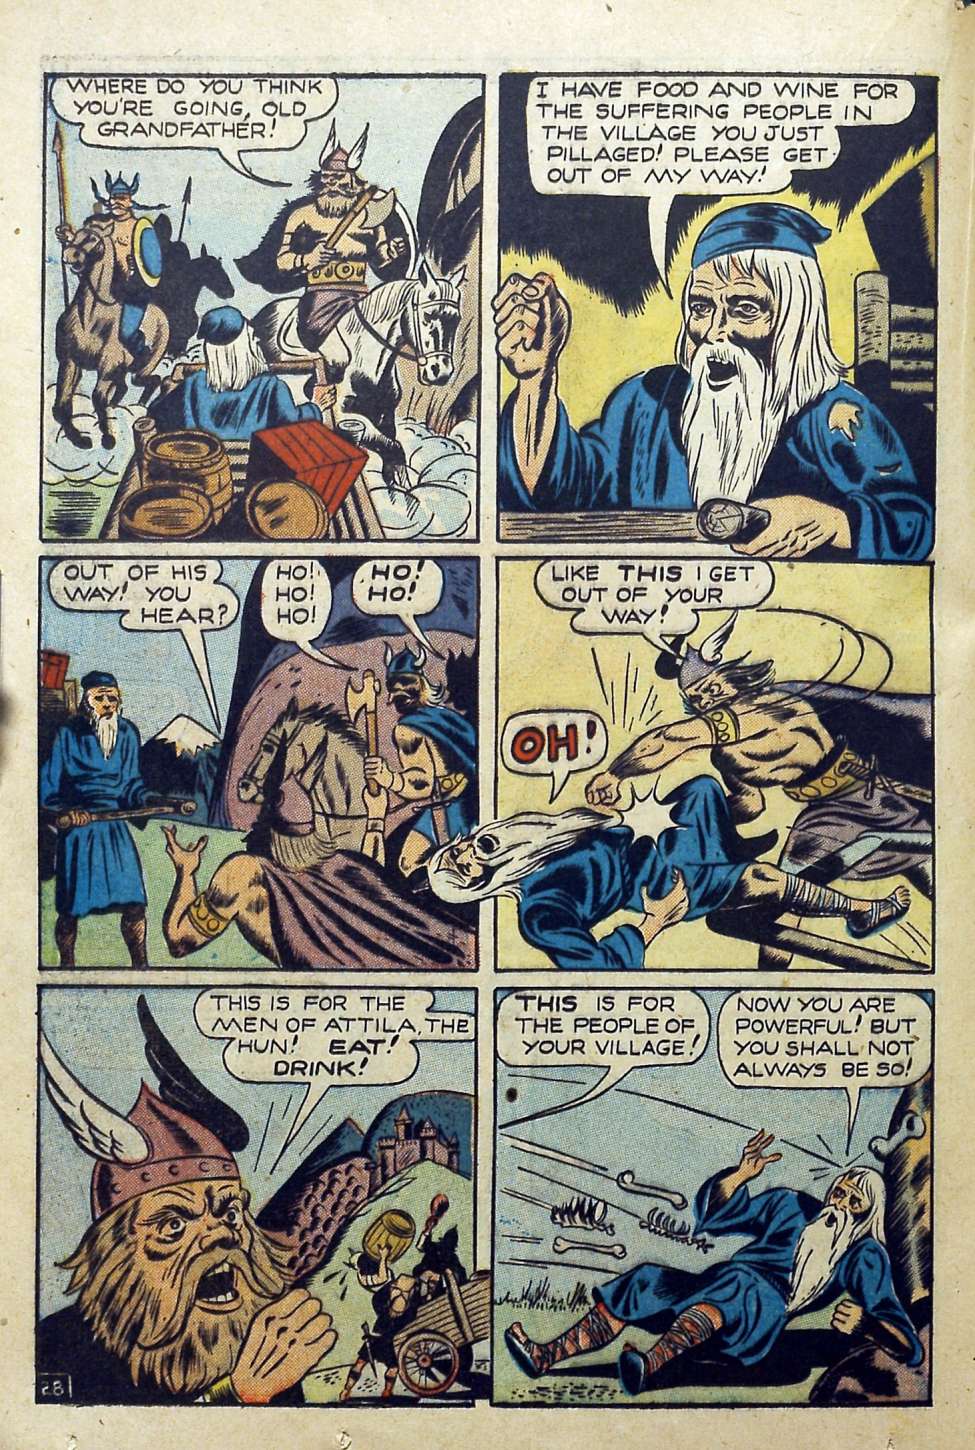 WHERE DO YOU THINK
YOU'RE GOING, OLD
GRANDFATHER!
I HAVE FOOD AND WINE FOR
THE SUFFERING PEOPLE IN
THE VILLAGE YOU JUST
PILLAGED! PLEASE GET
OUT OF MY WAY!
OUT OF HIS
WAY! YOU
HEAR?
HO!
HO!
HO!
HO!
HO!
LIKE THIS I GET
OUT OF YOUR
WAY!
OH!
THIS IS FOR THE
MEN OF ATTILA, THE
HUN! EAT!
DRINK!
THIS IS FOR
THE PEOPLE OF
YOUR VILLAGE!
NOW YOU ARE
POWERFUL! BUT
YOU SHALL NOT
ALWAYS BE SO!
28